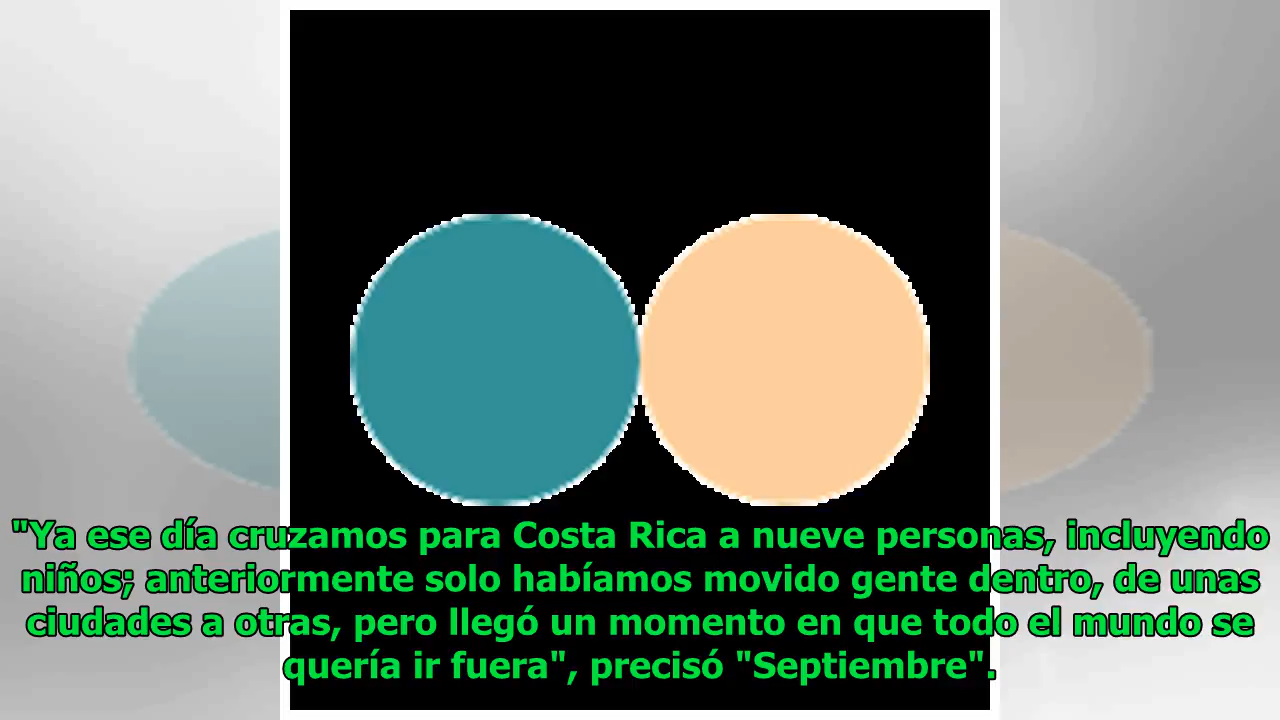 "Ya ese día cruzamos para Costa Rica a nueve personas, incluyendo
niños; anteriormente solo habíamos movido gente dentro, de unas
ciudades a otras, pero llegó un momento en que todo el mundo se
quería ir fuera", precisó "Septiembre".